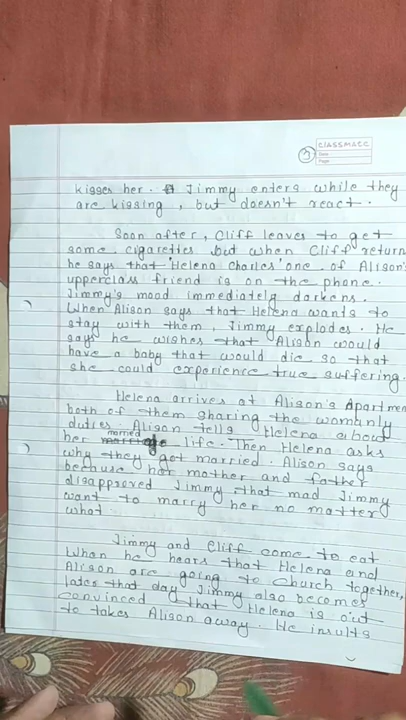 3
CLASSMATE
Date
Page
kisses her. Jimmy enters while they
are kissing, but doesn't react.
Soon after, Cliff leaves to get
some cigarettes but when Cliff return
he says that 'Helena Charles' one of Alison's
upperclass friend is on the phone.
Jimmy's mood immediately darkens.
When Alison says that Helena wants to
stay with them, Jimmy explodes. He
says he wishes that Alison would
have a baby that would die so that
she could experience true suffering.
Helena arrives at Alison's Apartmen
both of them sharing the womanly
duties Alison tells Helena about
her married life. Then Helena asks
why they got married. Alison says
because her mother and father
disapproved Jimmy that mad Jimmy
want to marry her no matter
what.
Jimmy and Cliff come to eat
When he hears that Helena and
Alison are going to church together,
later that day Jimmy also becomes
convinced that Helena is out
to takes Alison away. He insults